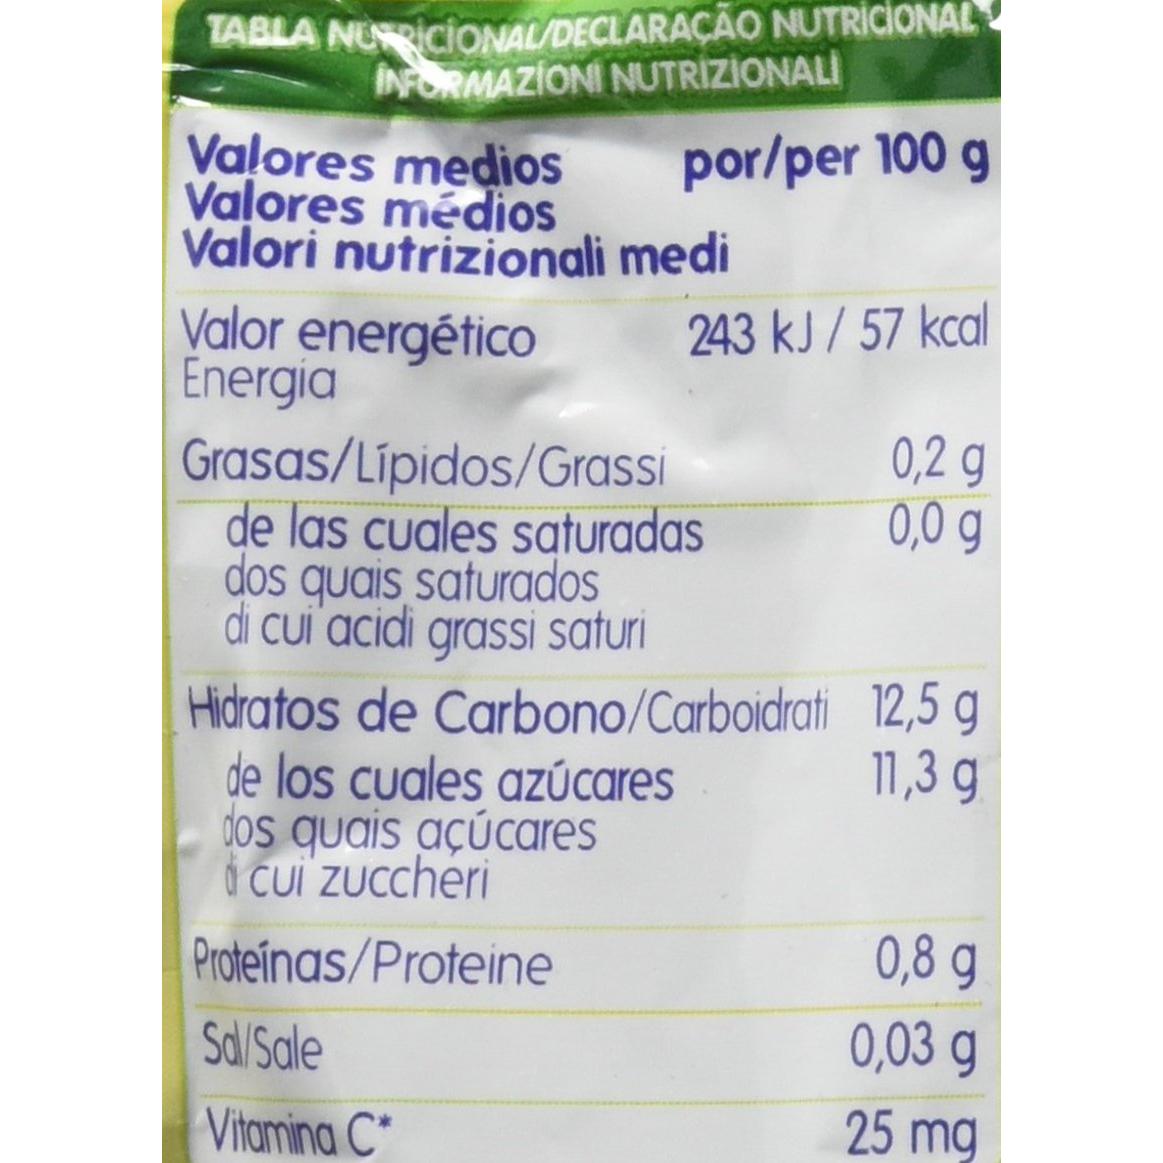 TABLA NUTRICIONAL/DECLARAÇÃO NUTRICIONAL
INFORMAZIONI NUTRIZIONALI
Valores medios por/per 100 g
Valores médios
Valori nutrizionali medi
Valor energético 243 kJ / 57 kcal
Energia
Grasas/Lípidos/Grassi 0,2 g
de las cuales saturadas 0,0 g
dos quais saturados
di cui acidi grassi saturi
Hidratos de Carbono/Carboidrati 12,5 g
de los cuales azúcares 11,3 g
dos quais açúcares
di cui zuccheri
Proteínas/Proteine 0,8 g
Sal/Sale 0,03 g
Vitamina C* 25 mg